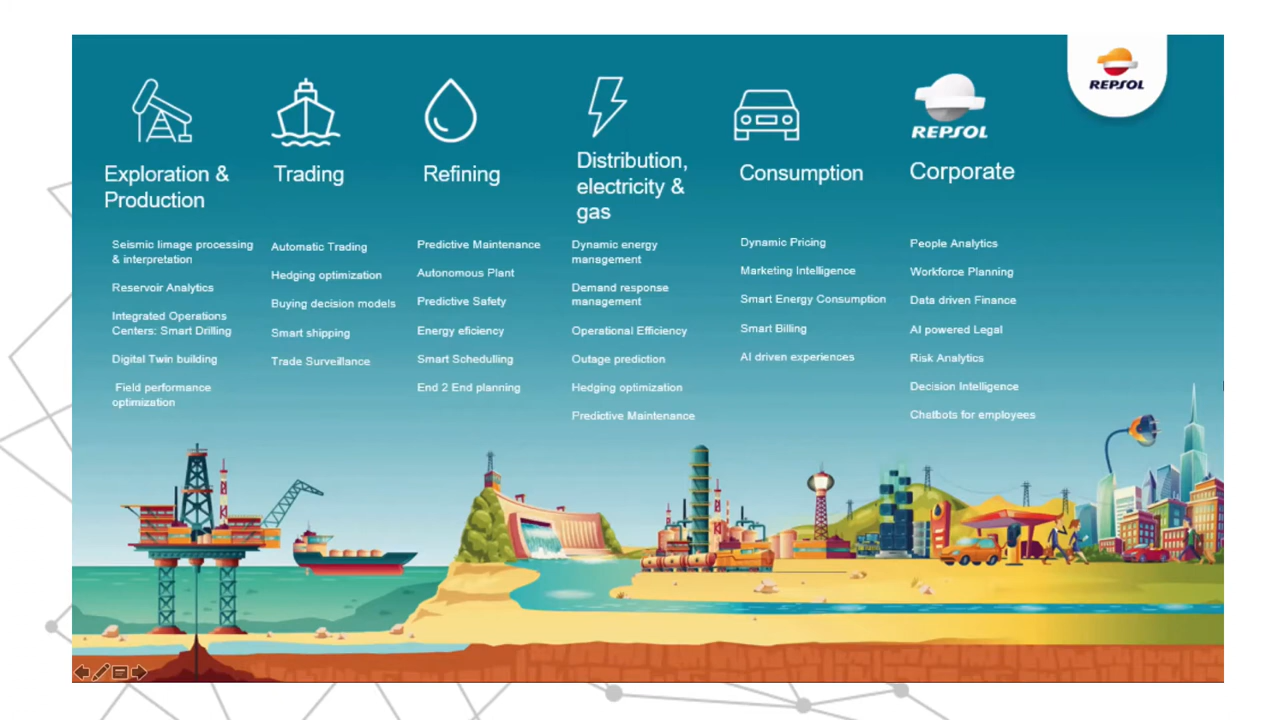 REPSOL
REPSOL
Exploration &
Production
Seismic Iimage processing
& interpretation
Reservoir Analytics
Integrated Operations
Centers: Smart Drilling
Digital Twin building
Field performance
optimization
Trading
Automatic Trading
Hedging optimization
Buying decision models
Smart shipping
Trade Surveillance
Refining
Predictive Maintenance
Autonomous Plant
Predictive Safety
Energy eficiency
Smart Schedulling
End 2 End planning
Distribution,
electricity &
gas
Dynamic energy
management
Demand response
management
Operational Efficiency
Outage prediction
Hedging optimization
Predictive Maintenance
Consumption
Dynamic Pricing
Marketing Intelligence
Smart Energy Consumption
Smart Billing
AI driven experiences
Corporate
People Analytics
Workforce Planning
Data driven Finance
AI powered Legal
Risk Analytics
Decision Intelligence
Chatbots for employees